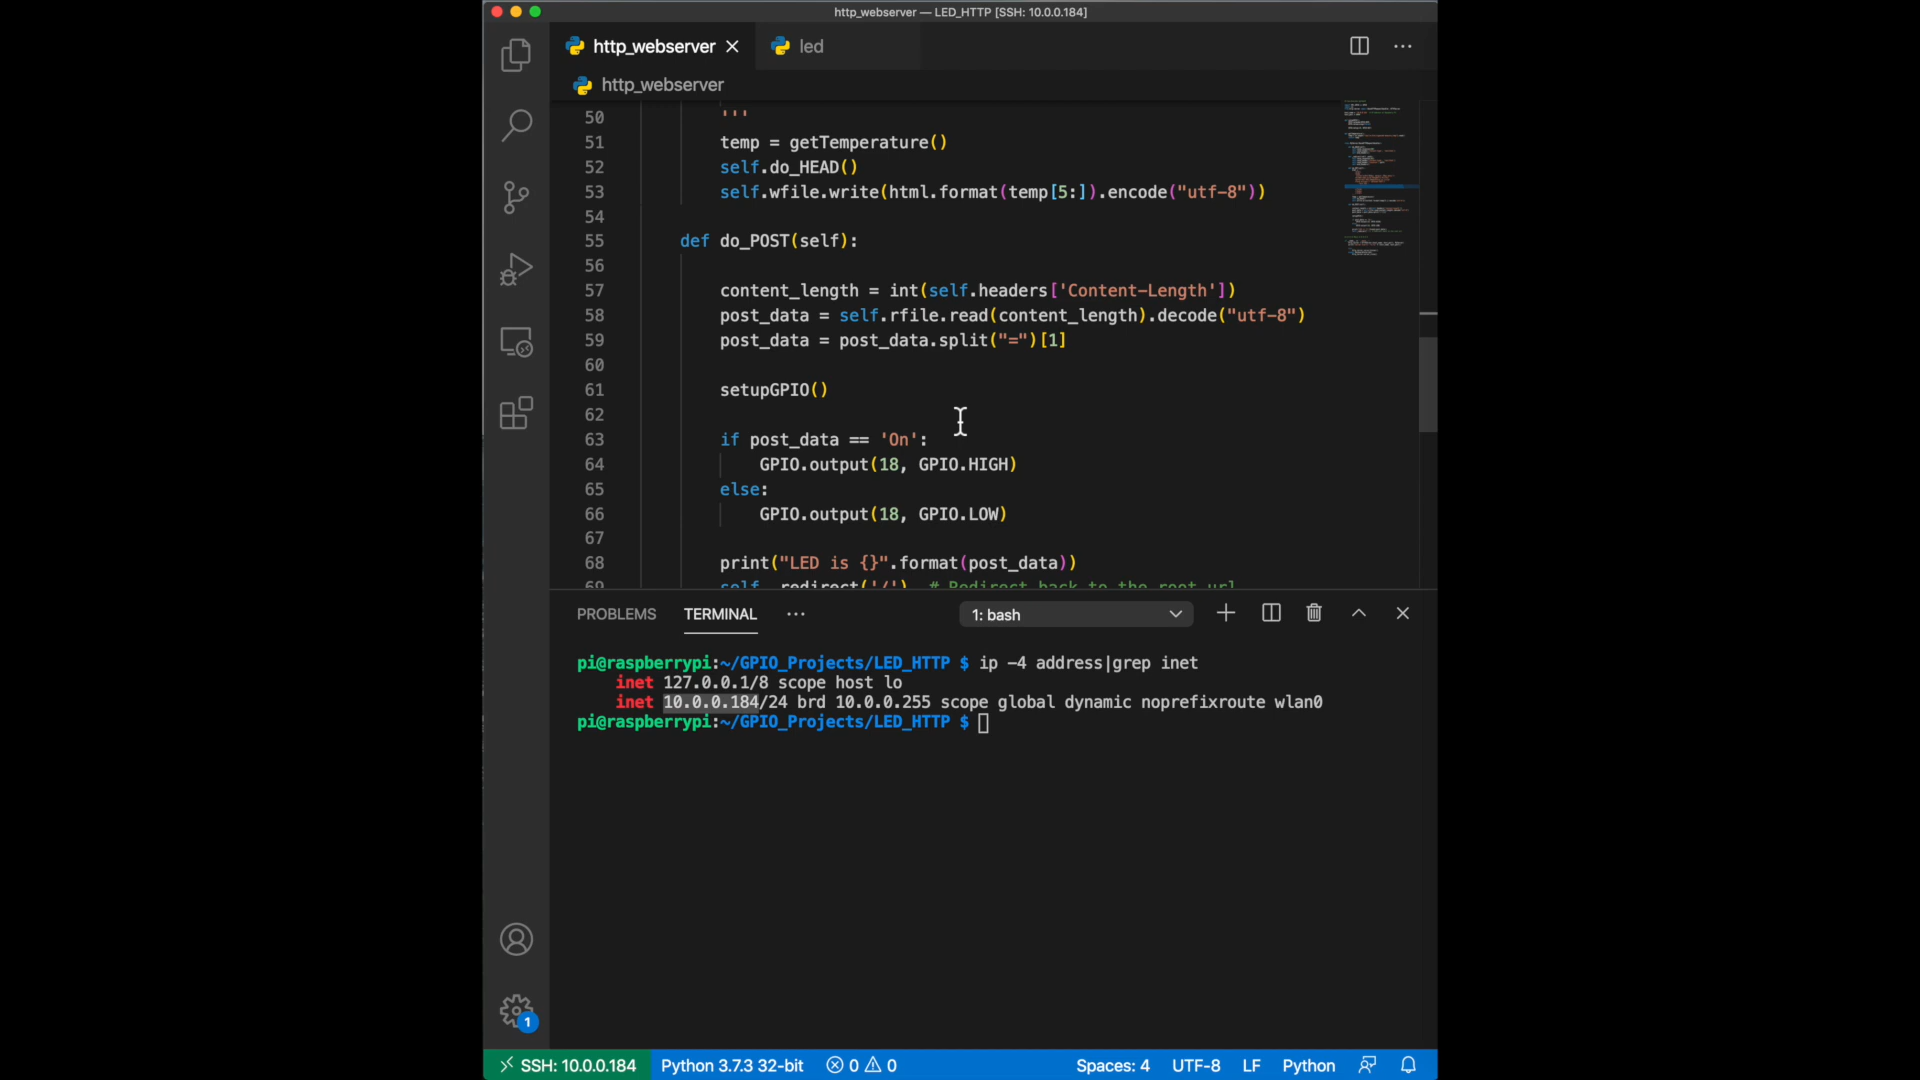 http_webserver — LED_HTTP [SSH: 10.0.0.184]
http_webserver
led
http_webserver
50 '''
51 temp = getTemperature()
52 self.do_HEAD()
53 self.wfile.write(html.format(temp[5:]).encode("utf-8"))
54
55 def do_POST(self):
56
57 content_length = int(self.headers['Content-Length'])
58 post_data = self.rfile.read(content_length).decode("utf-8")
59 post_data = post_data.split("=")[1]
60
61 setupGPIO()
62
63 if post_data == 'On':
64 GPIO.output(18, GPIO.HIGH)
65 else:
66 GPIO.output(18, GPIO.LOW)
67
68 print("LED is {}".format(post_data))
69 self._redirect('/') # Redirect back to the root url
PROBLEMS TERMINAL ··· 1: bash
pi@raspberrypi:~/GPIO_Projects/LED_HTTP $ ip -4 address|grep inet
inet 127.0.0.1/8 scope host lo
inet 10.0.0.184/24 brd 10.0.0.255 scope global dynamic noprefixroute wlan0
pi@raspberrypi:~/GPIO_Projects/LED_HTTP $
1
SSH: 10.0.0.184 Python 3.7.3 32-bit 0 0 Spaces: 4 UTF-8 LF Python